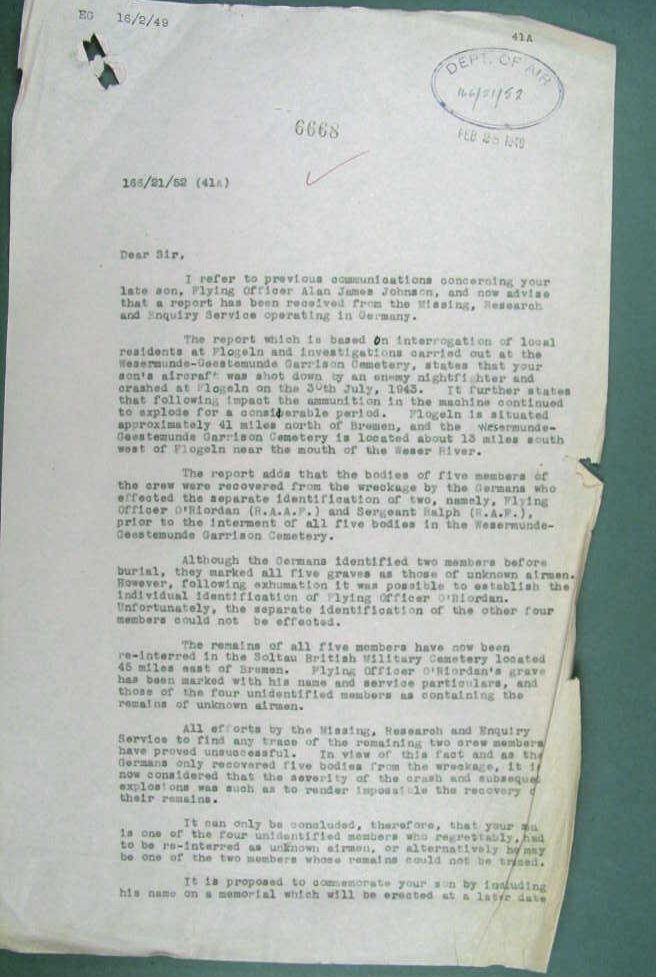 EG 16/2/49
41A
DEPT. OF AIR
166/21/52
FEB 25 1949
6668
166/21/52 (41A)
Dear Sir,
I refer to previous communications concerning your
late son, Flying Officer Alan James Johnson, and now advise
that a report has been received from the Missing, Research
and Enquiry Service operating in Germany.
The report which is based on interrogation of local
residents at Flogeln and investigations carried out at the
Wesermunde-Geestemunde Garrison Cemetery, states that your
son's aircraft was shot down by an enemy nightfighter and
crashed at Flogeln on the 30th July, 1943. It further states
that following impact the ammunition in the machine continued
to explode for a considerable period. Flogeln is situated
approximately 41 miles north of Bremen, and the Wesermunde-
Geestemunde Garrison Cemetery is located about 13 miles south
west of Flogeln near the mouth of the Weser River.
The report adds that the bodies of five members of
the crew were recovered from the wreckage by the Germans who
effected the separate identification of two, namely, Flying
Officer O'Riordan (R.A.A.F.) and Sergeant Ralph (R.A.F.),
prior to the interment of all five bodies in the Wesermunde-
Geestemunde Garrison Cemetery.
Although the Germans identified two members before
burial, they marked all five graves as those of unknown airmen.
However, following exhumation it was possible to establish the
individual identification of Flying Officer O'Riordan.
Unfortunately, the separate identification of the other four
members could not be effected.
The remains of all five members have now been
re-interred in the Soltau British Military Cemetery located
45 miles east of Bremen. Flying Officer O'Riordan's grave
has been marked with his name and service particulars, and
those of the four unidentified members as containing the
remains of unknown airmen.
All efforts by the Missing, Research and Enquiry
Service to find any trace of the remaining two crew members
have proved unsuccessful. In view of this fact and as the
Germans only recovered five bodies from the wreckage, it i
now considered that the severity of the crash and subseque
explosions was such as to render impossible the recovery o
their remains.
It can only be concluded, therefore, that your
is one of the four unidentified members who regrettably, had
to be re-interred as unknown airmen, or alternatively he may
be one of the two members whose remains could not be traced.
It is proposed to commemorate your son by including
his name on a memorial which will be erected at a later date